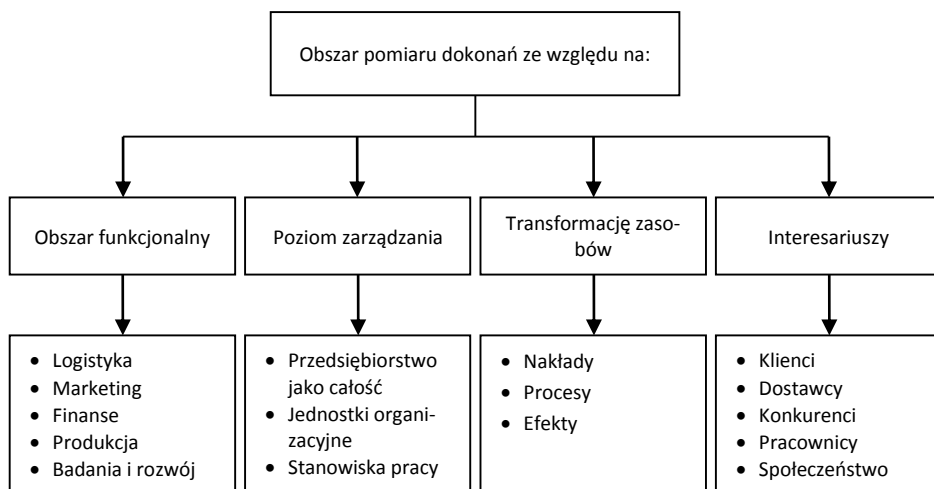 Obszar pomiaru dokonań ze względu na:
Obszar funkcjonalny
Poziom zarządzania
Transformację zaso-
bów
Interesariuszy
• Logistyka
• Marketing
• Finanse
• Produkcja
• Badania i rozwój
• Przedsiębiorstwo
jako całość
• Jednostki organi-
zacyjne
• Stanowiska pracy
• Nakłady
• Procesy
• Efekty
• Klienci
• Dostawcy
• Konkurenci
• Pracownicy
• Społeczeństwo